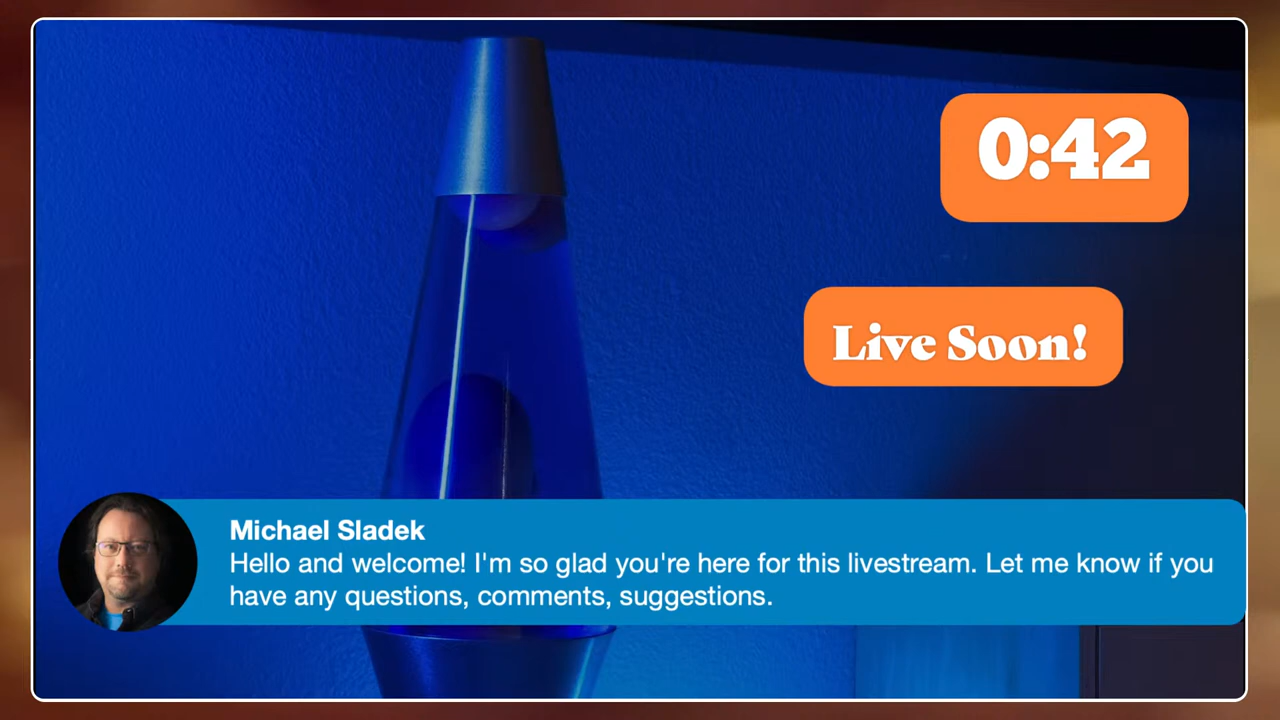 0:42
Live Soon!
Michael Sladek
Hello and welcome! I'm so glad you're here for this livestream. Let me know if you
have any questions, comments, suggestions.